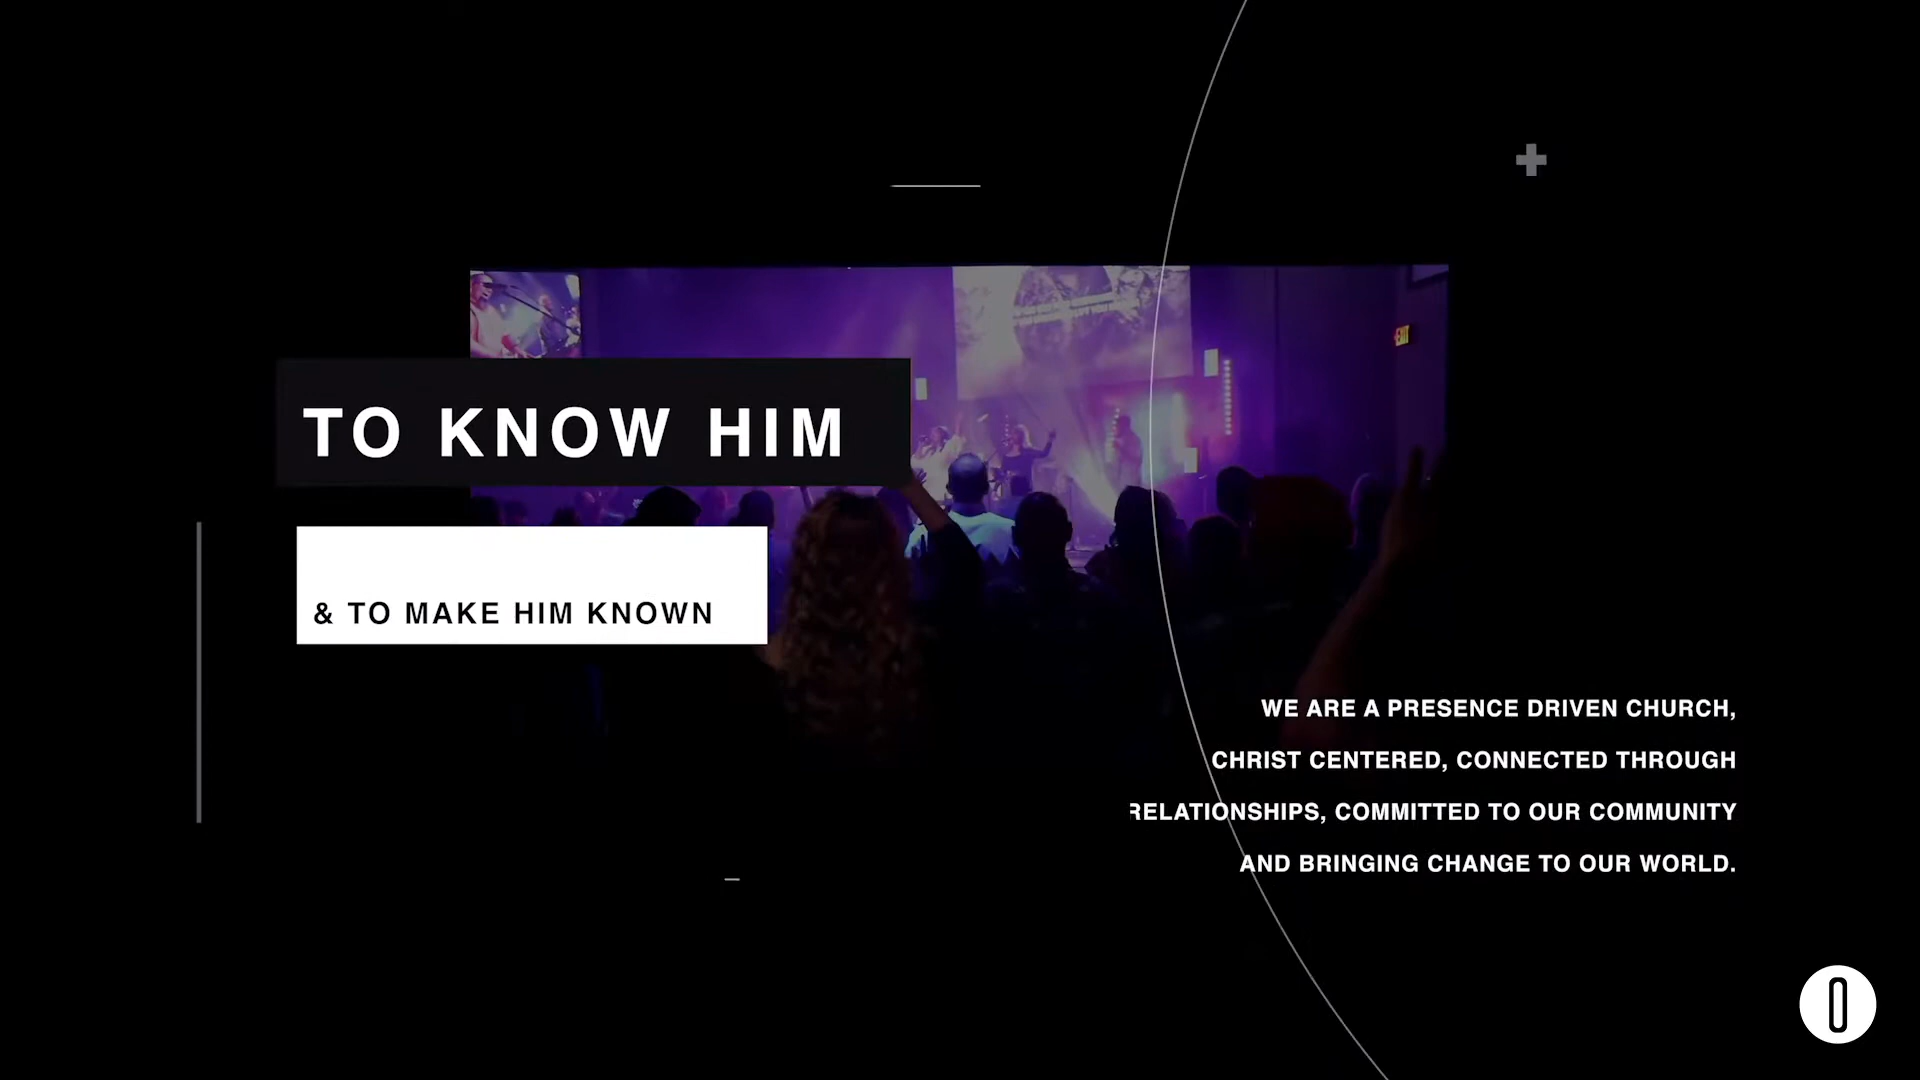 TO KNOW HIM
& TO MAKE HIM KNOWN
WE ARE A PRESENCE DRIVEN CHURCH,
CHRIST CENTERED, CONNECTED THROUGH
RELATIONSHIPS, COMMITTED TO OUR COMMUNITY
AND BRINGING CHANGE TO OUR WORLD.
EXIT